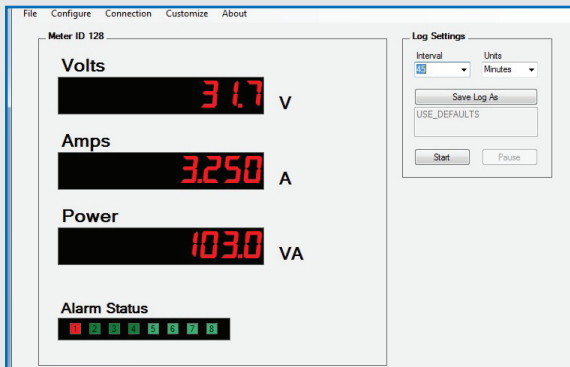 File Configure Connection Customize About
Meter ID 128
Volts
31.7 V
Amps
3.250 A
Power
103.0 VA
Alarm Status
1 2 3 4 5 6 7 8
Log Settings
Interval Units
45 Minutes
Save Log As
USE_DEFAULTS
Start Pause